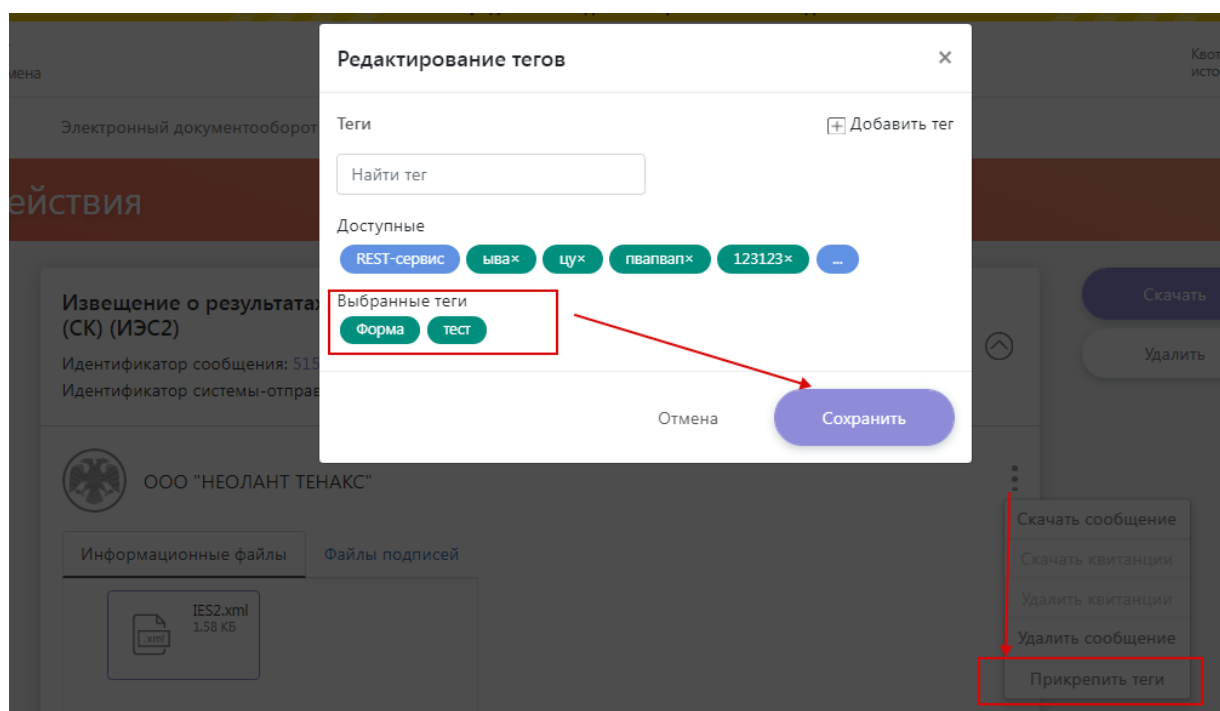 Редактирование тегов ×
мена
Электронный документооборот
Теги
Добавить тег
Найти тег
ействия
Доступные
REST-сервис ыва× цу× пвапвап× 123123× ...
Выбранные теги
Форма тест
Отмена Сохранить
Извещение о результата
(СК) (ИЭС2)
Идентификатор сообщения: 515
Идентификатор системы-отправ
Скачать
Удалить
ООО "НЕОЛАНТ ТЕНАКС"
Информационные файлы Файлы подписей
IES2.xml
1.58 КБ
.xml
Скачать сообщение
Скачать квитанции
Удалить квитанции
Удалить сообщение
Прикрепить теги
Квот
исто